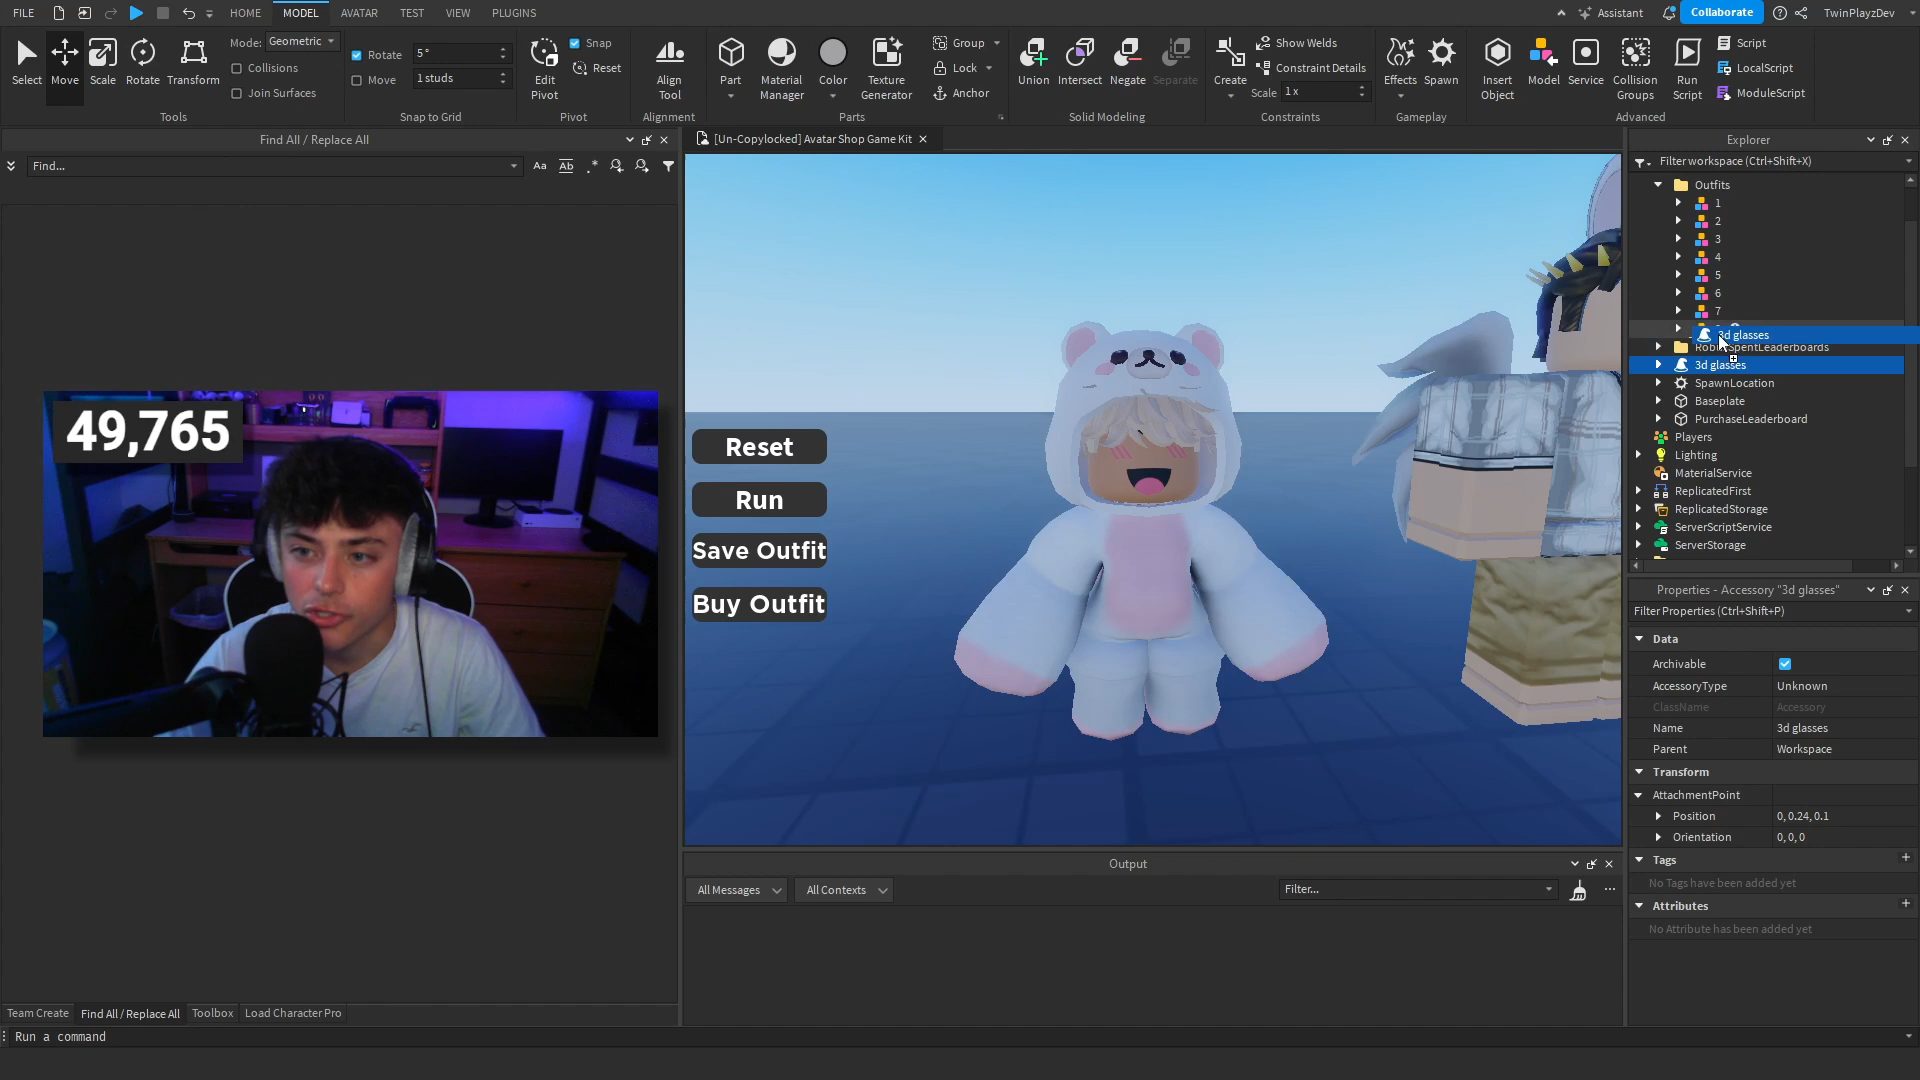 FILE HOME MODEL AVATAR TEST VIEW PLUGINS Assistant Collaborate TwinPlayzDev
Select Move Scale Rotate Transform
Mode: Geometric
Collisions
Join Surfaces
Tools
Rotate 5 °
Move 1 studs
Snap to Grid
Edit Pivot
Snap
Reset
Pivot
Align Tool
Alignment
Part
Material Manager
Color
Texture Generator
Group
Lock
Anchor
Parts
Union Intersect Negate Separate
Solid Modeling
Create
Show Welds
Constraint Details
Scale 1 x
Constraints
Effects Spawn
Gameplay
Insert Object
Model
Service
Collision Groups
Run Script
Script
LocalScript
ModuleScript
Advanced
Find All / Replace All
Find...
Aa Ab .*
49,765
[Un-Copylocked] Avatar Shop Game Kit
Reset
Run
Save Outfit
Buy Outfit
Output
All Messages All Contexts Filter...
Explorer
Filter workspace (Ctrl+Shift+X)
Outfits
1
2
3
4
5
6
7
3d glasses
RobuxSpentLeaderboards
3d glasses
SpawnLocation
Baseplate
PurchaseLeaderboard
Players
Lighting
MaterialService
ReplicatedFirst
ReplicatedStorage
ServerScriptService
ServerStorage
Properties - Accessory "3d glasses"
Filter Properties (Ctrl+Shift+P)
Data
Archivable
AccessoryType Unknown
ClassName Accessory
Name 3d glasses
Parent Workspace
Transform
AttachmentPoint
Position 0, 0.24, 0.1
Orientation 0, 0, 0
Tags
No Tags have been added yet
Attributes
No Attribute has been added yet
Team Create Find All / Replace All Toolbox Load Character Pro
Run a command